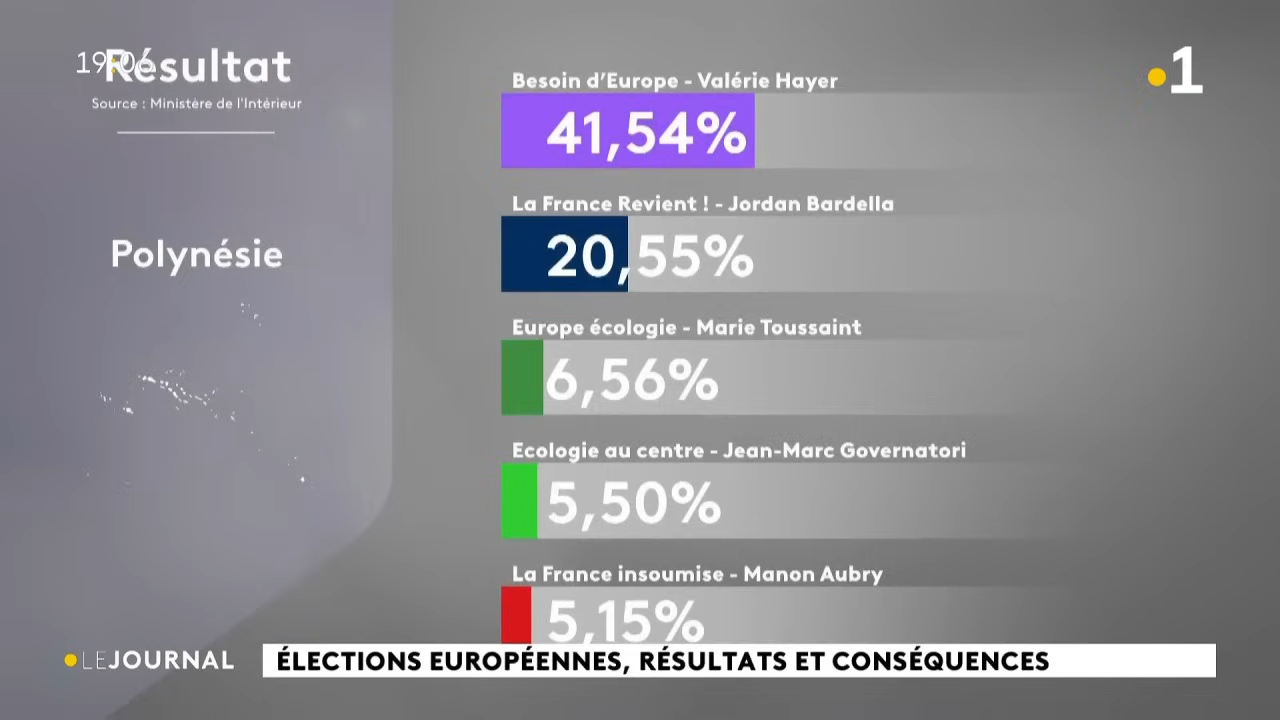 19:06
Résultat
Source : Ministère de l'Intérieur
Polynésie
1
Besoin d'Europe - Valérie Hayer
41,54%
La France Revient ! - Jordan Bardella
20,55%
Europe écologie - Marie Toussaint
6,56%
Ecologie au centre - Jean-Marc Governatori
5,50%
La France insoumise - Manon Aubry
5,15%
LEJOURNAL
ÉLECTIONS EUROPÉENNES, RÉSULTATS ET CONSÉQUENCES